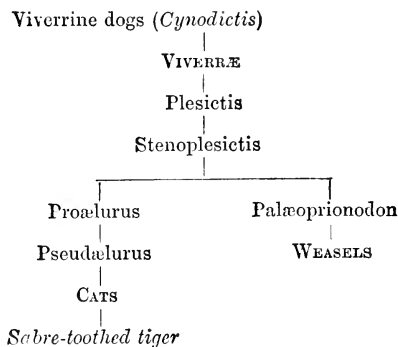 Viverrine dogs (Cynodictis)
VIVERRÆ
Plesictis
Stenoplesictis
Proælurus Palæoprionodon
Pseudælurus WEASELS
CATS
Sabre-toothed tiger